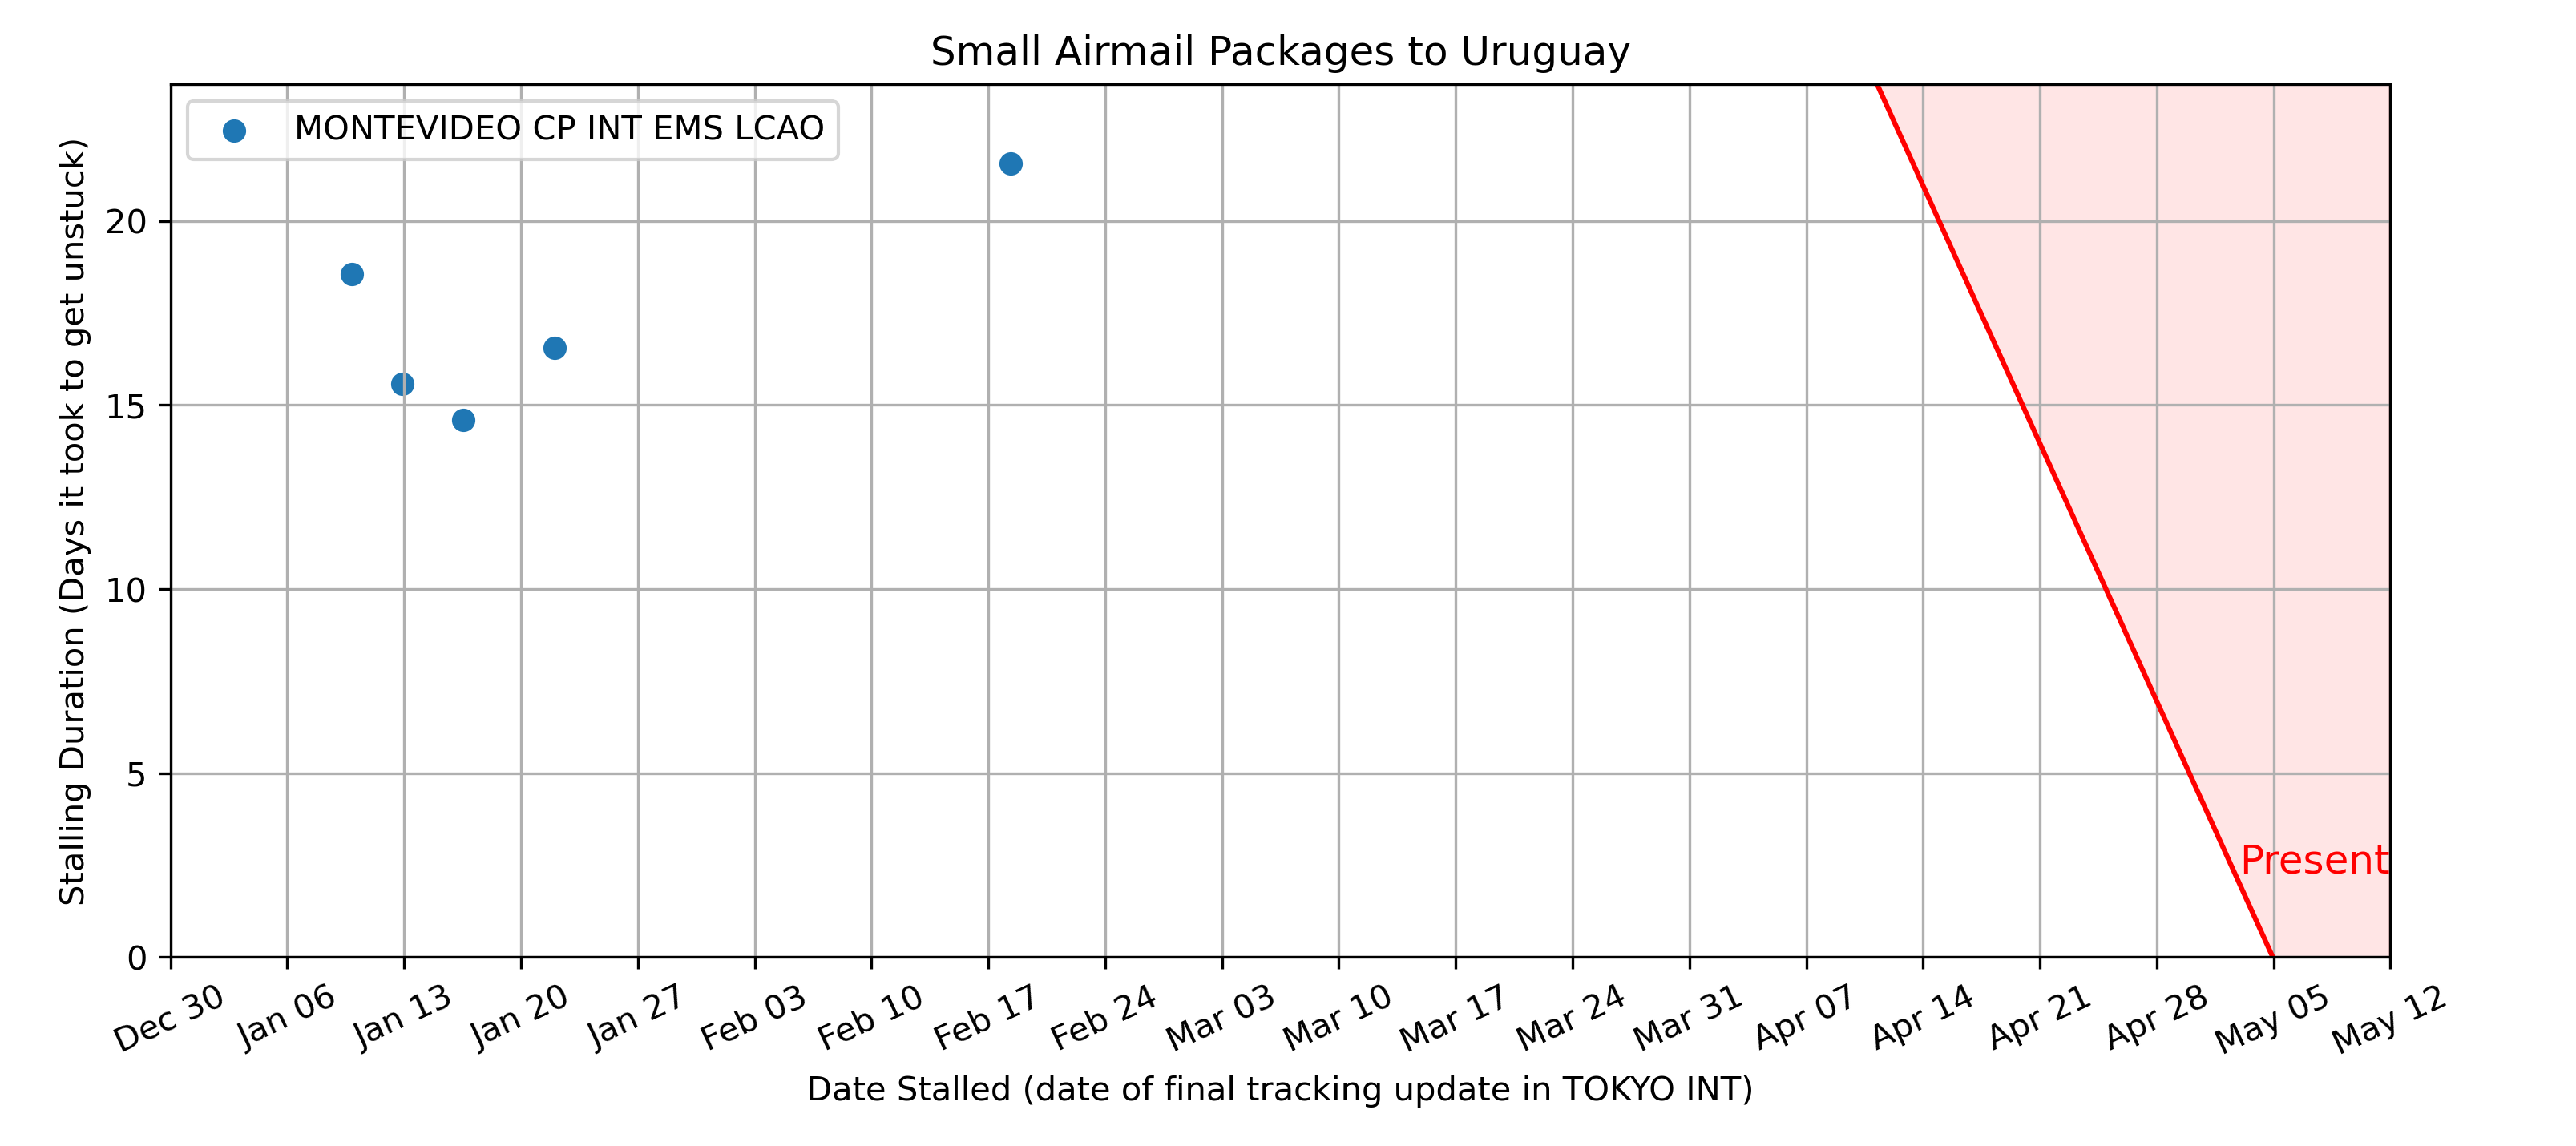 Small Airmail Packages to Uruguay
MONTEVIDEO CP INT EMS LCAO
Stalling Duration (Days it took to get unstuck)
20
15
10
5
0
Present
Dec 30
Jan 06
Jan 13
Jan 20
Jan 27
Feb 03
Feb 10
Feb 17
Feb 24
Mar 03
Mar 10
Mar 17
Mar 24
Mar 31
Apr 07
Apr 14
Apr 21
Apr 28
May 05
May 12
Date Stalled (date of final tracking update in TOKYO INT)